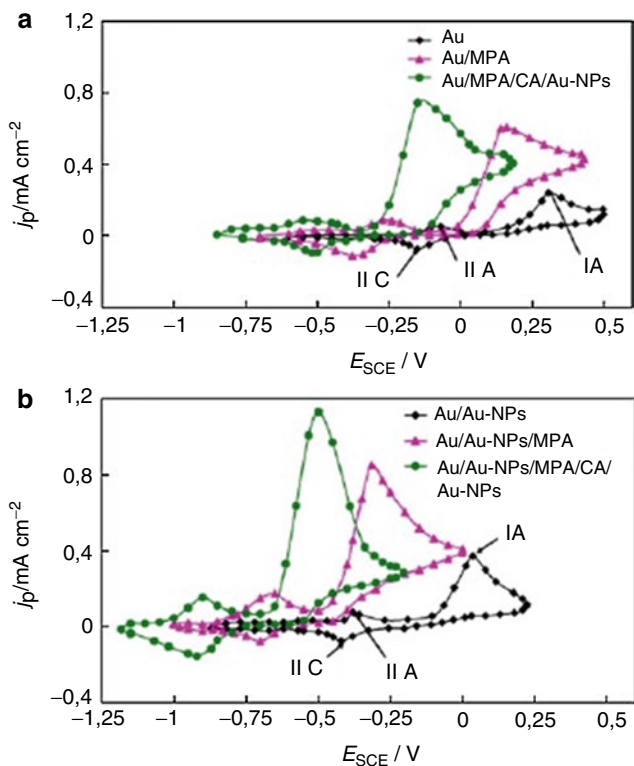 a
1,2
0,8
0,4
0
−0,4
jp/mA cm−2
Au
Au/MPA
Au/MPA/CA/Au-NPs
II C
II A
IA
−1,25
−1
−0,75
−0,5
−0,25
0
0,25
0,5
ESCE / V
b
1,2
0,8
0,4
0
−0,4
jp/mA cm−2
Au/Au-NPs
Au/Au-NPs/MPA
Au/Au-NPs/MPA/CA/
Au-NPs
IA
II C
II A
−1,25
−1
−0,75
−0,5
−0,25
0
0,25
0,5
ESCE / V